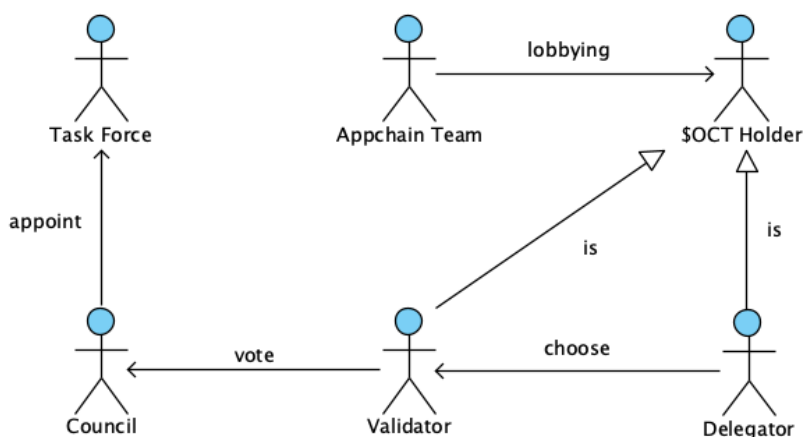 lobbying
Task Force
Appchain Team
$OCT Holder
appoint
is
is
vote
choose
Council
Validator
Delegator